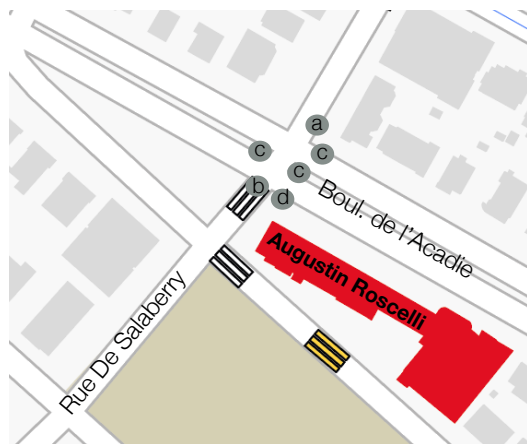 a
c
c
c
b
d
Boul. de l'Acadie
Augustin Roscelli
Rue De Salaberry